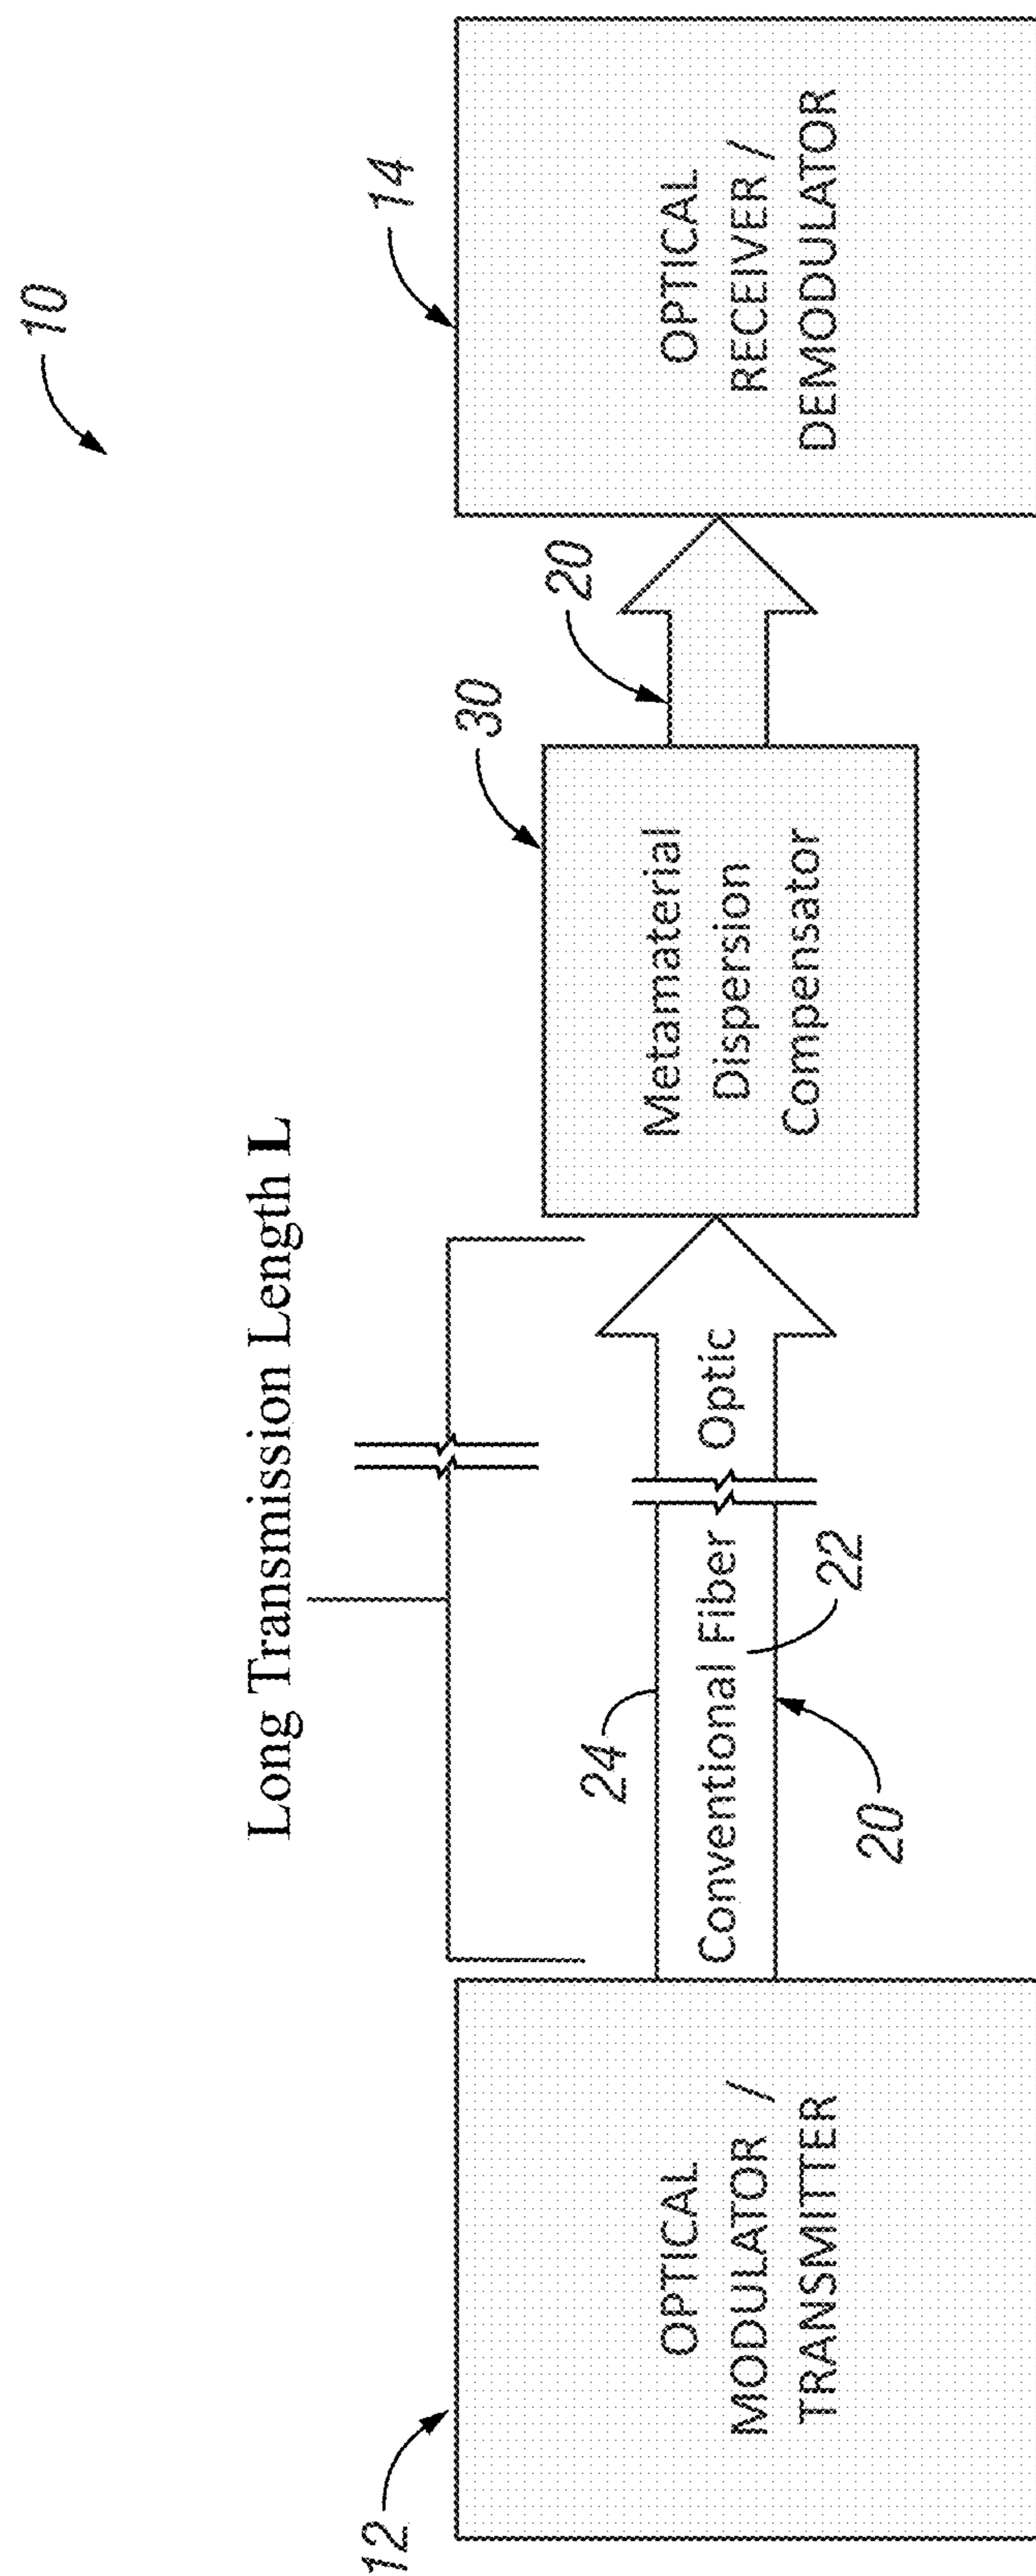 10
Long Transmission Length L
12
14
30
20
24
22
20
OPTICAL
MODULATOR /
TRANSMITTER
Conventional Fiber Optic
Metamaterial
Dispersion
Compensator
OPTICAL
RECEIVER /
DEMODULATOR